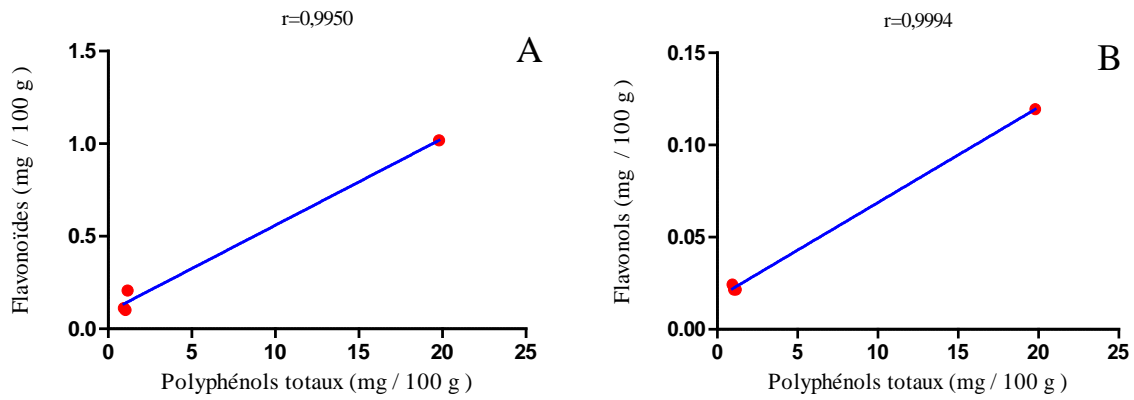 r=0,9950
A
1.5
1.0
0.5
0.0
Flavonoïdes (mg / 100 g )
0 5 10 15 20 25
Polyphénols totaux (mg / 100 g )
r=0,9994
B
0.15
0.10
0.05
0.00
Flavonols (mg / 100 g )
0 5 10 15 20 25
Polyphénols totaux (mg / 100 g )